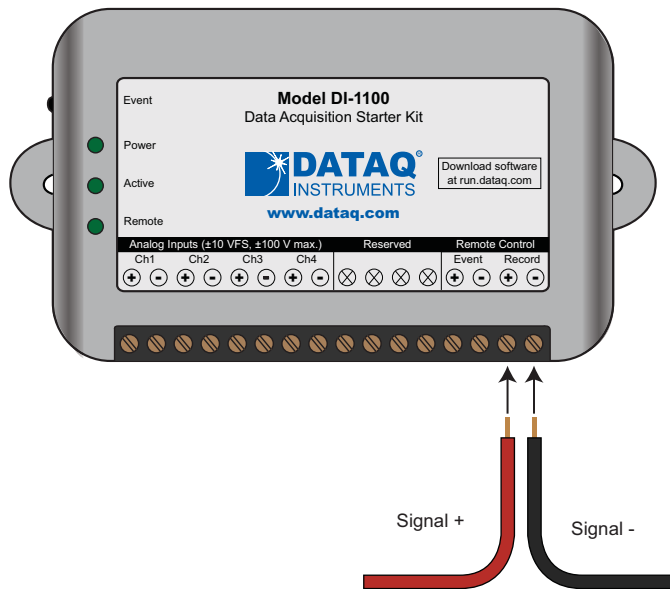 Event
Model DI-1100
Data Acquisition Starter Kit
Power
DATAQ®
INSTRUMENTS
Download software
at run.dataq.com
Active
www.dataq.com
Remote
Analog Inputs (±10 VFS, ±100 V max.) Reserved Remote Control
Ch1 Ch2 Ch3 Ch4 Event Record
+ - + - + - + - + - + -
Signal +
Signal -